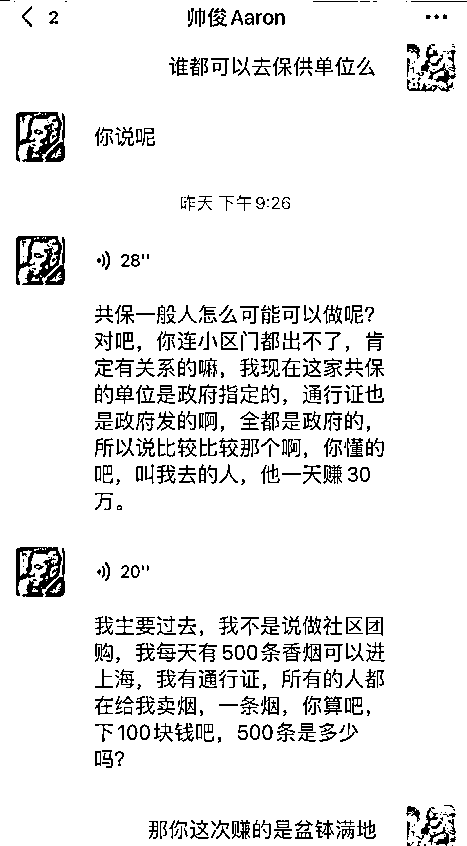 2
帅俊Aaron
谁都可以去保供单位么
你说呢
昨天 下午9:26
28"
共保一般人怎么可能可以做呢?
对吧，你连小区门都出不了，肯
定有关系的嘛，我现在这家共保
的单位是政府指定的，通行证也
是政府发的啊，全都是政府的，
所以说比较比较那个啊，你懂的
吧，叫我去的人，他一天赚30
万。
20"
我主要过去，我不是说做社区团
购，我每天有500条香烟可以进
上海，我有通行证，所有的人都
在给我卖烟，一条烟，你算吧，
下100块钱吧，500条是多少
吗?
那你这次赚的是盆钵满地